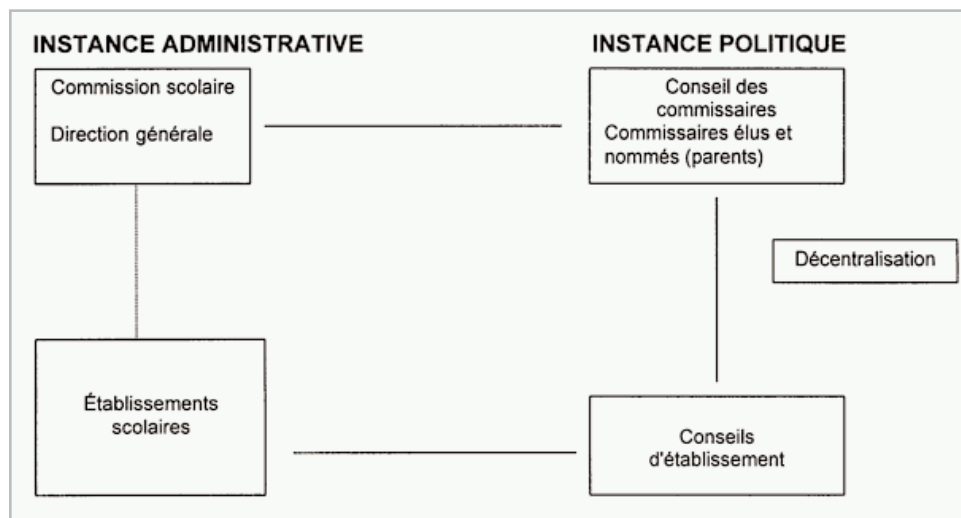 INSTANCE ADMINISTRATIVE
INSTANCE POLITIQUE
Commission scolaire
Direction générale
Conseil des
commissaires
Commissaires élus et
nommés (parents)
Décentralisation
Établissements
scolaires
Conseils
d'établissement